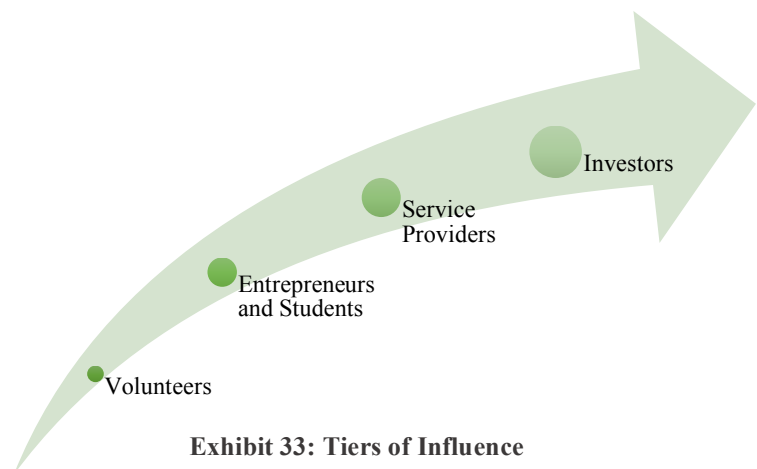 Investors
Service
Providers
Entrepreneurs
and Students
Volunteers
Exhibit 33: Tiers of Influence